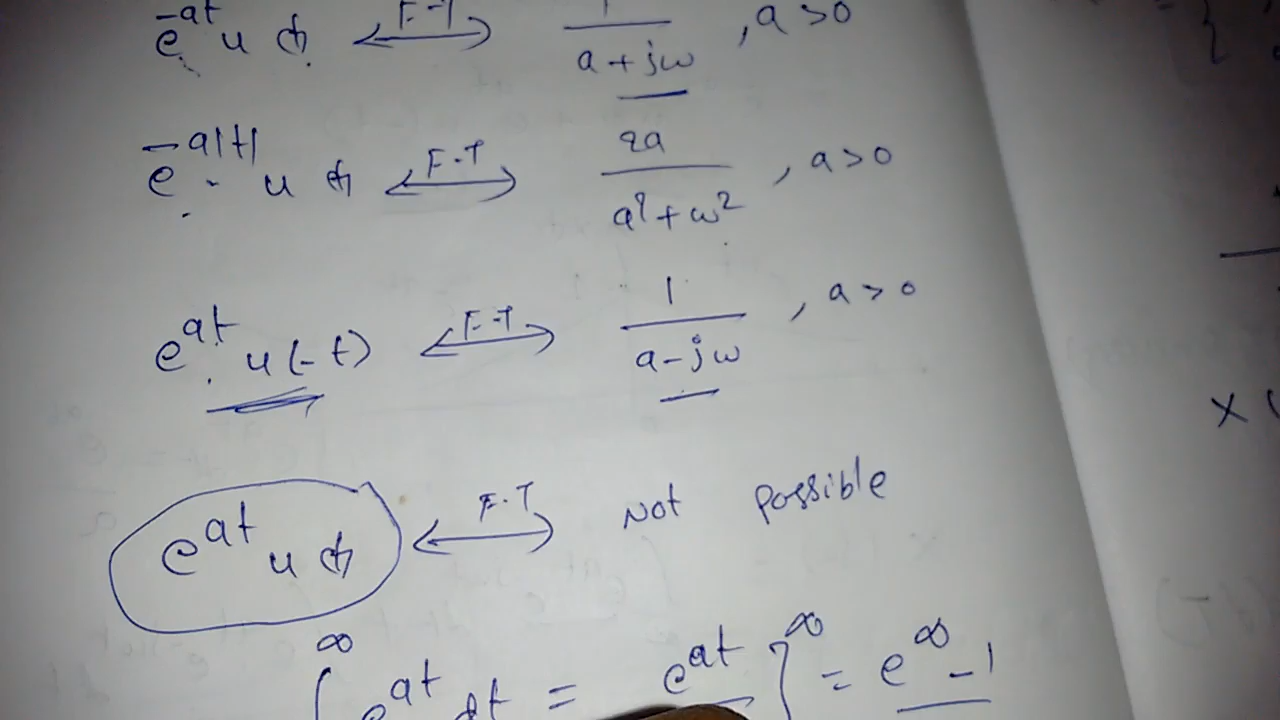 e^-at u(t) ⟷ F.T 1/(a+jω) , a>0
e^-a|t| . u(t) ⟷ F.T 2a/(a²+ω²) , a>0
e^at u(-t) ⟷ F.T 1/(a-jω) , a>0
e^at u(t) ⟷ F.T Not Possible
∫^∞ e^at dt = e^at ]^∞ = e^∞ - 1